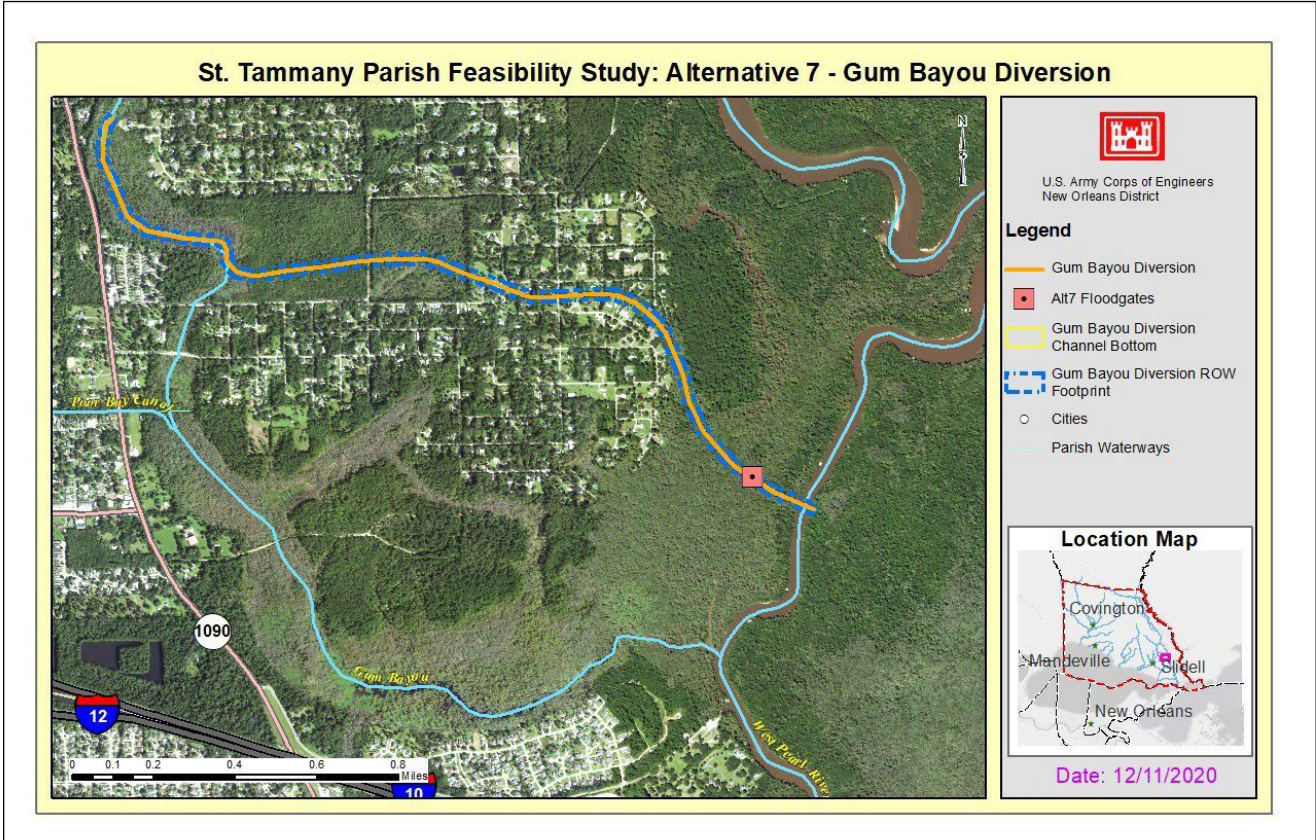 St. Tammany Parish Feasibility Study: Alternative 7 - Gum Bayou Diversion
N
Poor Boy Canal
1090
Gum Bayou
West Pearl River
12
10
0 0.1 0.2 0.4 0.6 0.8
Miles
U.S. Army Corps of Engineers
New Orleans District
Legend
Gum Bayou Diversion
Alt7 Floodgates
Gum Bayou Diversion
Channel Bottom
Gum Bayou Diversion ROW
Footprint
Cities
Parish Waterways
Location Map
Covington
Mandeville
Slidell
New Orleans
Date: 12/11/2020